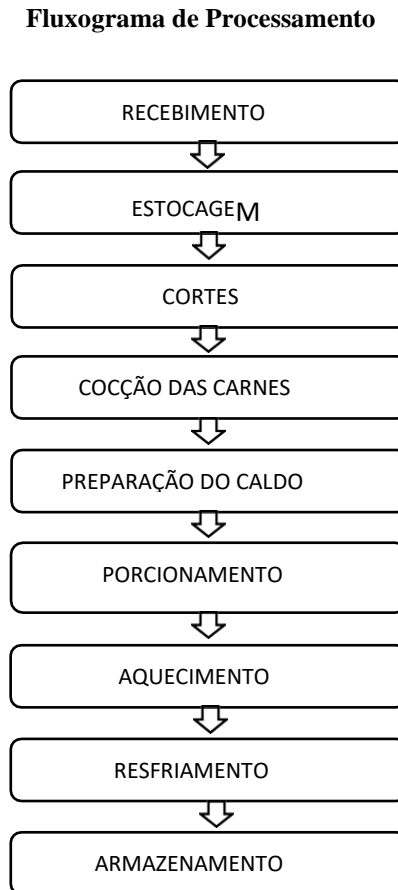 Fluxograma de Processamento
RECEBIMENTO
ESTOCAGEM
CORTES
COCÇÃO DAS CARNES
PREPARAÇÃO DO CALDO
PORCIONAMENTO
AQUECIMENTO
RESFRIAMENTO
ARMAZENAMENTO